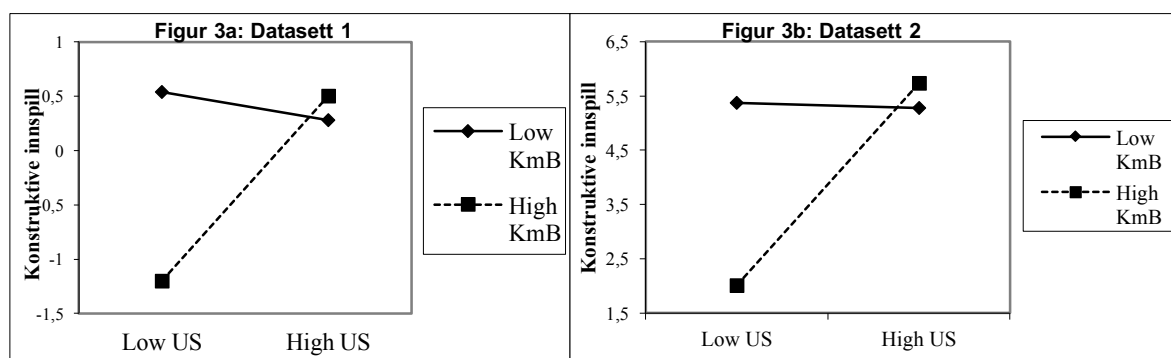 Figur 3a: Datasett 1
Konstruktive innspill
1
0,5
0
-0,5
-1
-1,5
Low US
High US
Low
KmB
High
KmB
Figur 3b: Datasett 2
Konstruktive innspill
6,5
5,5
4,5
3,5
2,5
1,5
Low US
High US
Low
KmB
High
KmB